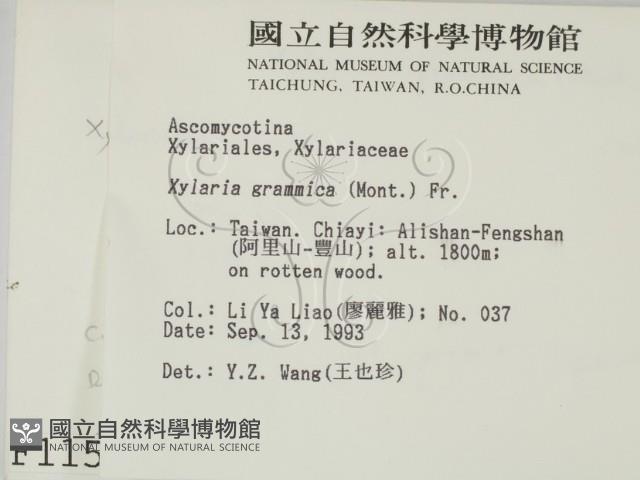 國立自然科學博物館
NATIONAL MUSEUM OF NATURAL SCIENCE
TAICHUNG, TAIWAN, R.O.CHINA
Ascomycotina
Xylariales, Xylariaceae
Xylaria grammica (Mont.) Fr.
Loc.: Taiwan. Chiayi: Alishan-Fengshan
(阿里山-豐山); alt. 1800m;
on rotten wood.
Col.: Li Ya Liao(廖麗雅); No. 037
Date: Sep. 13, 1993
Det.: Y.Z. Wang(王也珍)
國立自然科學博物館
NATIONAL MUSEUM OF NATURAL SCIENCE
F115